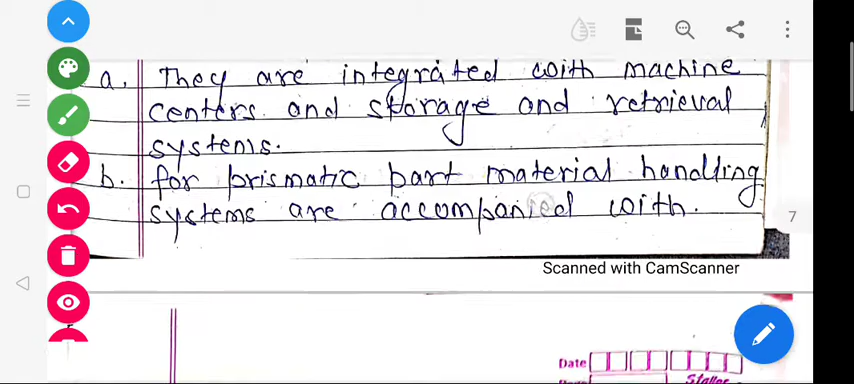 a. They are integrated with machine
centers and storage and retrieval
systems.
b. for prismatic part material handling
systems are accompanied with.
7
Scanned with CamScanner
Date